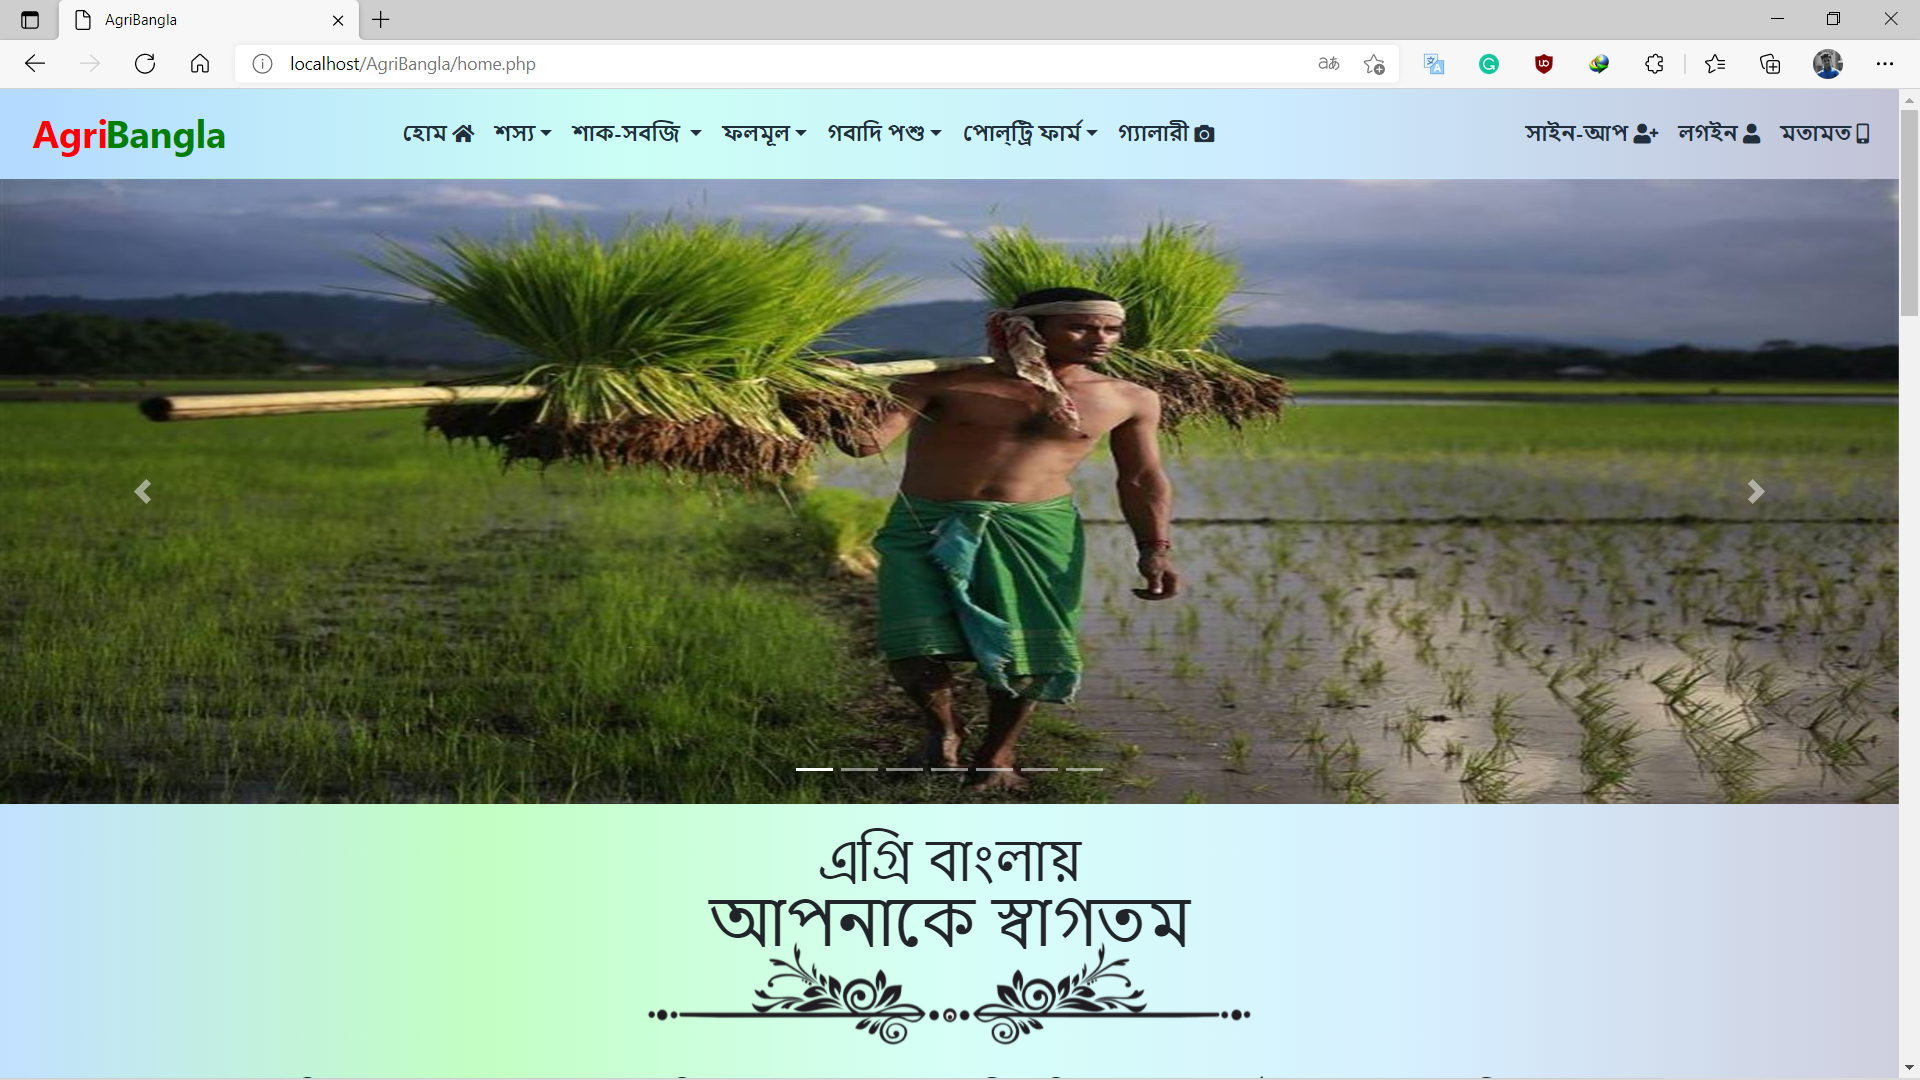 AgriBangla
localhost/AgriBangla/home.php
AgriBangla
হোম শস্য শাক-সবজি ফলমূল গবাদি পশু পোল্ট্রি ফার্ম গ্যালারী সাইন-আপ লগইন মতামত
এগ্রি বাংলায়
আপনাকে স্বাগতম